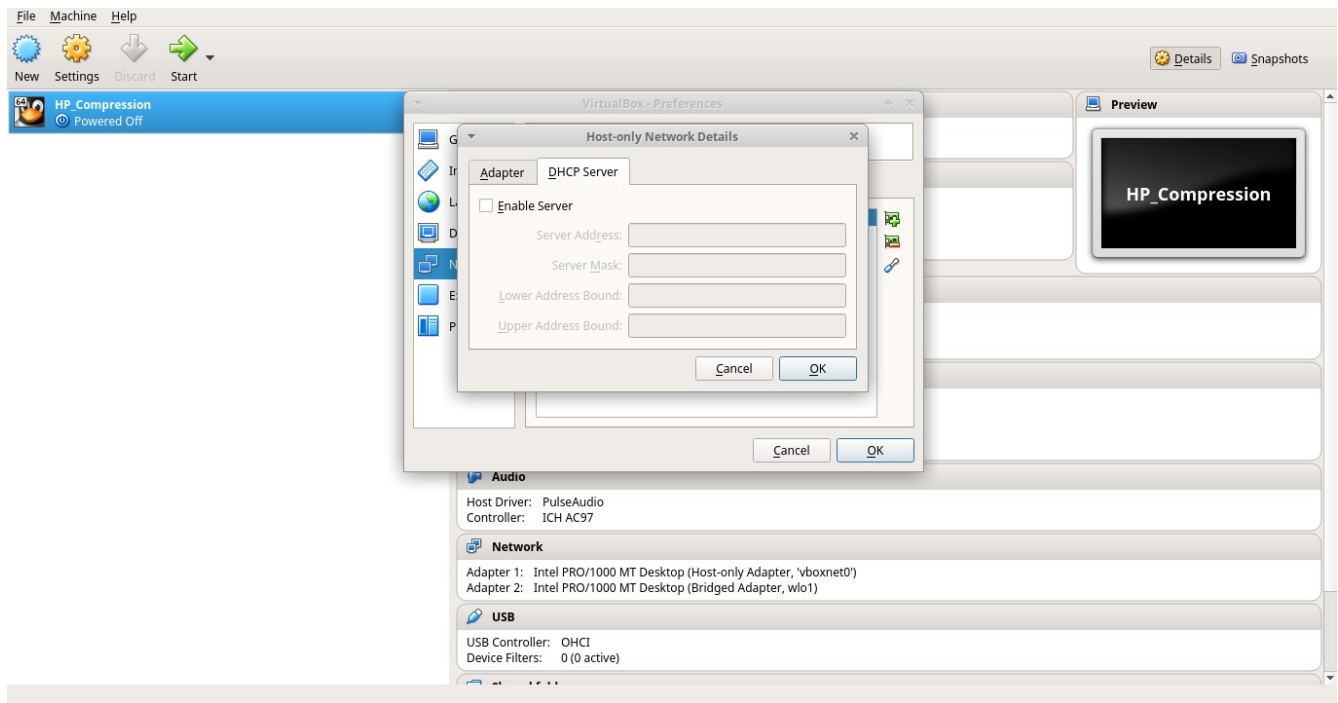 File Machine Help
New Settings Discard Start
Details Snapshots
64 HP_Compression
Powered Off
VirtualBox - Preferences
Host-only Network Details
Adapter DHCP Server
Enable Server
Server Address:
Server Mask:
Lower Address Bound:
Upper Address Bound:
Cancel OK
Cancel OK
Preview
HP_Compression
Audio
Host Driver: PulseAudio
Controller: ICH AC97
Network
Adapter 1: Intel PRO/1000 MT Desktop (Host-only Adapter, 'vboxnet0')
Adapter 2: Intel PRO/1000 MT Desktop (Bridged Adapter, wlo1)
USB
USB Controller: OHCI
Device Filters: 0 (0 active)